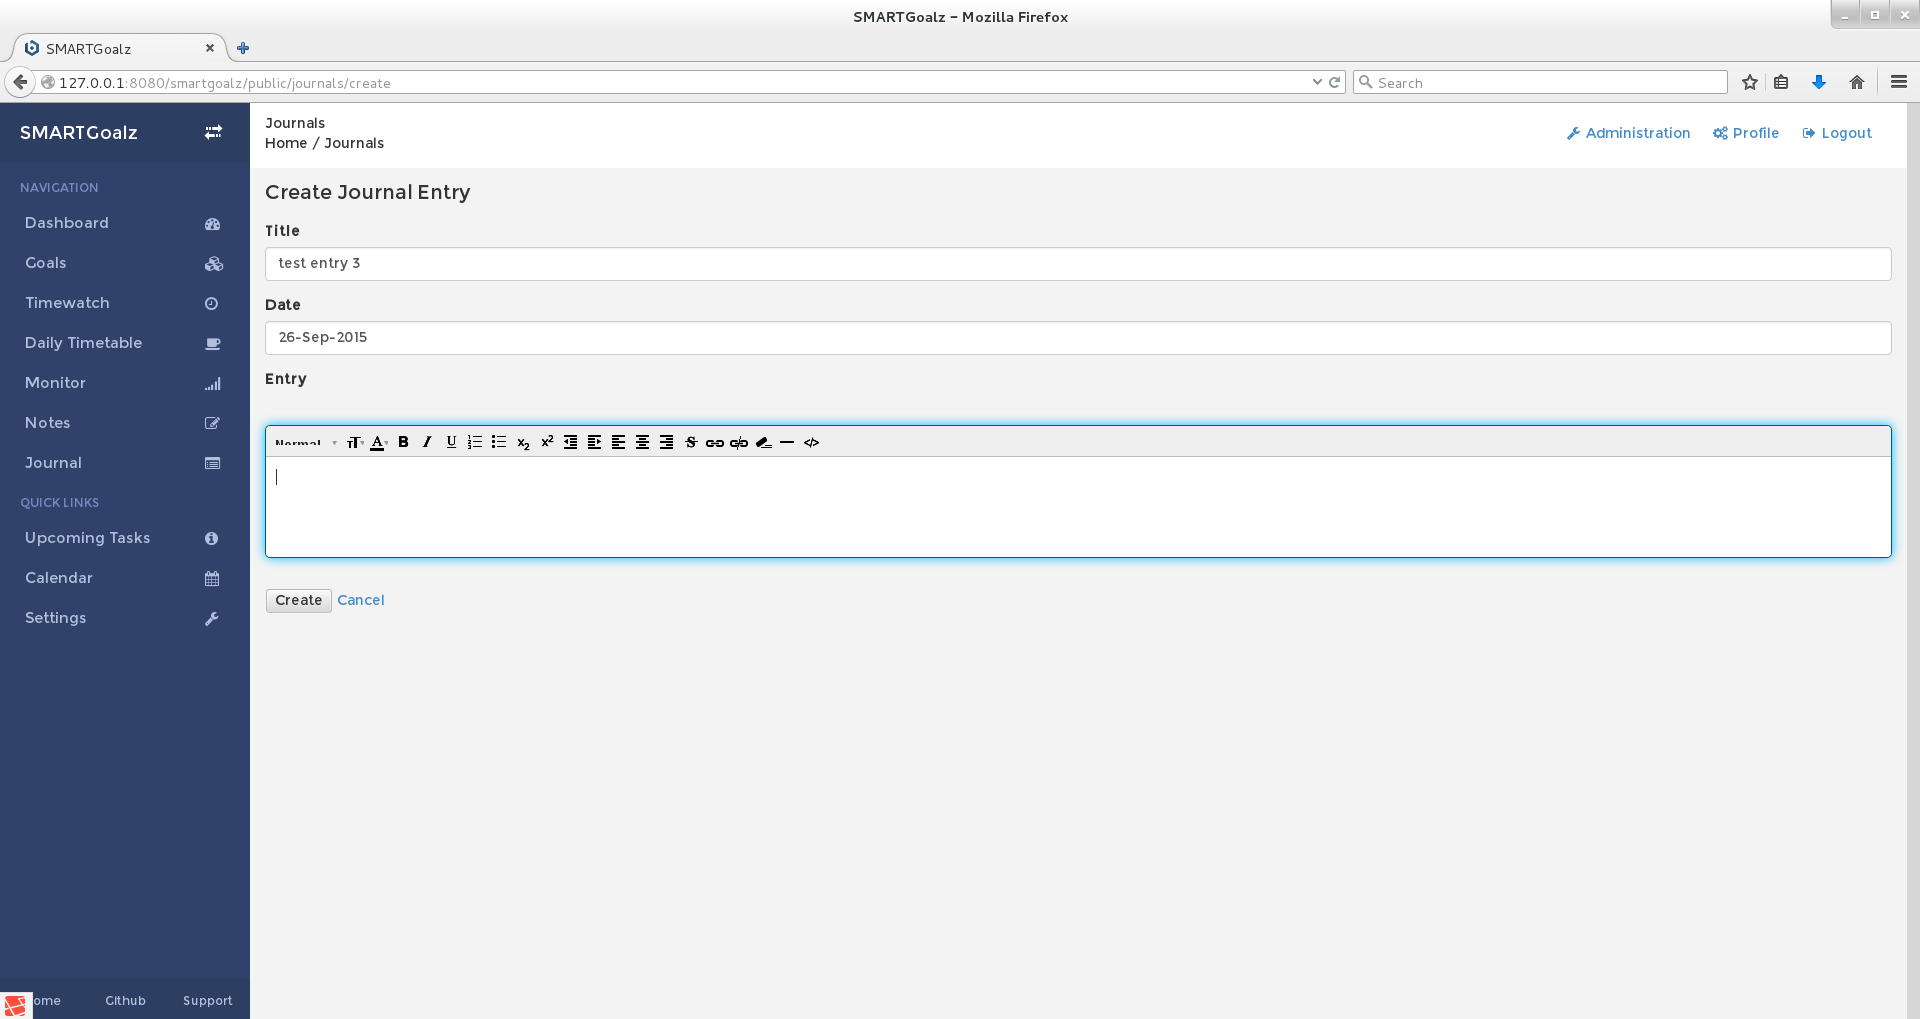 SMARTGoalz - Mozilla Firefox
SMARTGoalz
127.0.0.1:8080/smartgoalz/public/journals/create
Search
SMARTGoalz
Journals
Home / Journals
Administration
Profile
Logout
NAVIGATION
Dashboard
Goals
Timewatch
Daily Timetable
Monitor
Notes
Journal
QUICK LINKS
Upcoming Tasks
Calendar
Settings
Create Journal Entry
Title
test entry 3
Date
26-Sep-2015
Entry
Normal
Create Cancel
ome Github Support